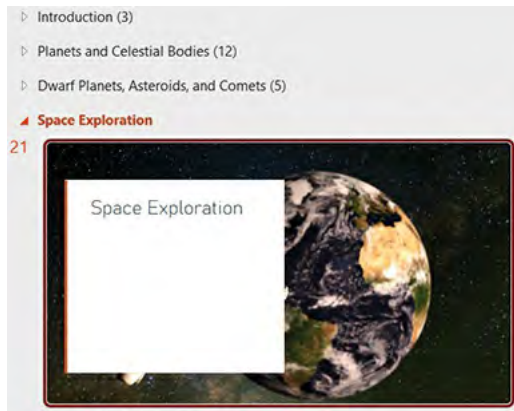 Introduction (3)
Planets and Celestial Bodies (12)
Dwarf Planets, Asteroids, and Comets (5)
Space Exploration
21
Space Exploration